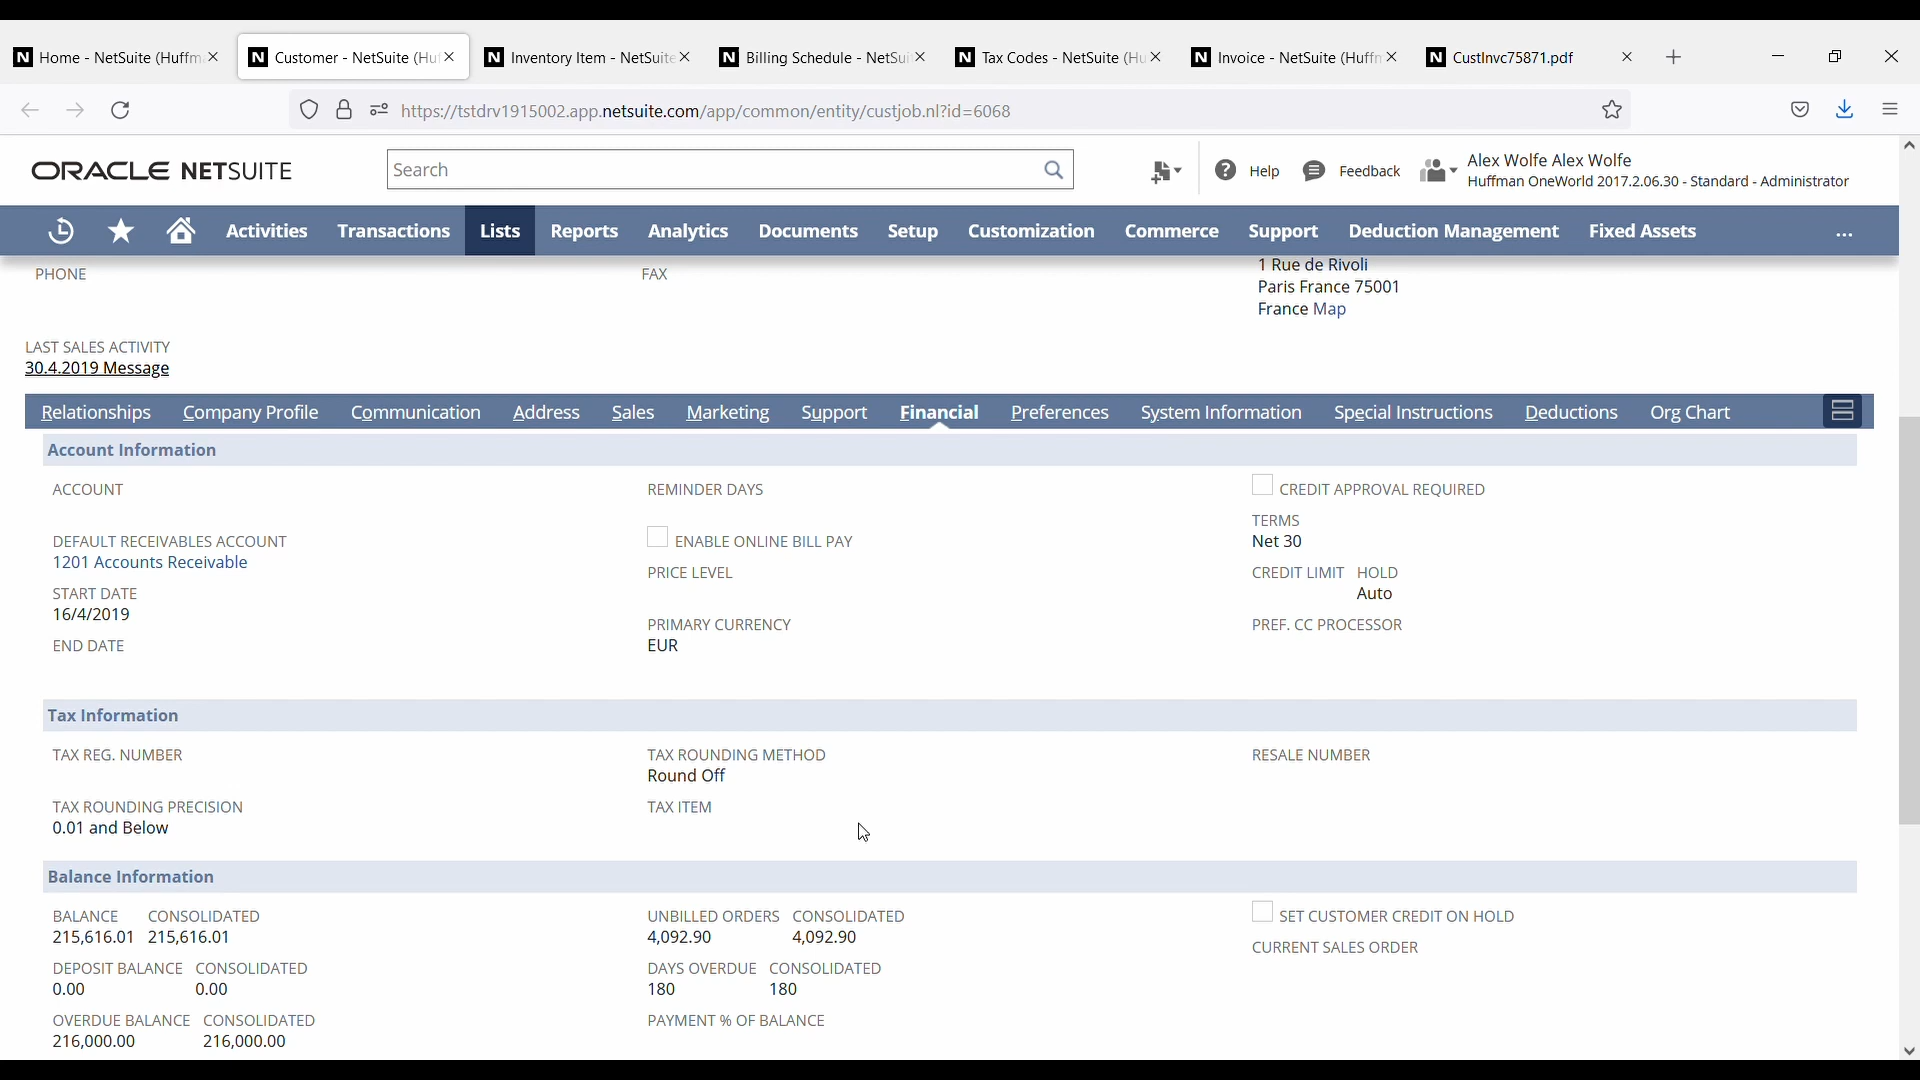 Home - NetSuite (Huffm
Customer - NetSuite (Huf
Inventory Item - NetSuite
Billing Schedule - NetSui
Tax Codes - NetSuite (Hu
Invoice - NetSuite (Huffm
CustInvc75871.pdf
https://tstdrv1915002.app.netsuite.com/app/common/entity/custjob.nl?id=6068
ORACLE NETSUITE
Search
Help
Feedback
Alex Wolfe Alex Wolfe
Huffman OneWorld 2017.2.06.30 - Standard - Administrator
Activities Transactions Lists Reports Analytics Documents Setup Customization Commerce Support Deduction Management Fixed Assets ...
PHONE
FAX
1 Rue de Rivoli
Paris France 75001
France Map
LAST SALES ACTIVITY
30.4.2019 Message
Relationships Company Profile Communication Address Sales Marketing Support Financial Preferences System Information Special Instructions Deductions Org Chart
Account Information
ACCOUNT
DEFAULT RECEIVABLES ACCOUNT
1201 Accounts Receivable
START DATE
16/4/2019
END DATE
REMINDER DAYS
ENABLE ONLINE BILL PAY
PRICE LEVEL
PRIMARY CURRENCY
EUR
CREDIT APPROVAL REQUIRED
TERMS
Net 30
CREDIT LIMIT HOLD
Auto
PREF. CC PROCESSOR
Tax Information
TAX REG. NUMBER
TAX ROUNDING PRECISION
0.01 and Below
TAX ROUNDING METHOD
Round Off
TAX ITEM
RESALE NUMBER
Balance Information
BALANCE CONSOLIDATED
215,616.01 215,616.01
DEPOSIT BALANCE CONSOLIDATED
0.00 0.00
OVERDUE BALANCE CONSOLIDATED
216,000.00 216,000.00
UNBILLED ORDERS CONSOLIDATED
4,092.90 4,092.90
DAYS OVERDUE CONSOLIDATED
180 180
PAYMENT % OF BALANCE
SET CUSTOMER CREDIT ON HOLD
CURRENT SALES ORDER